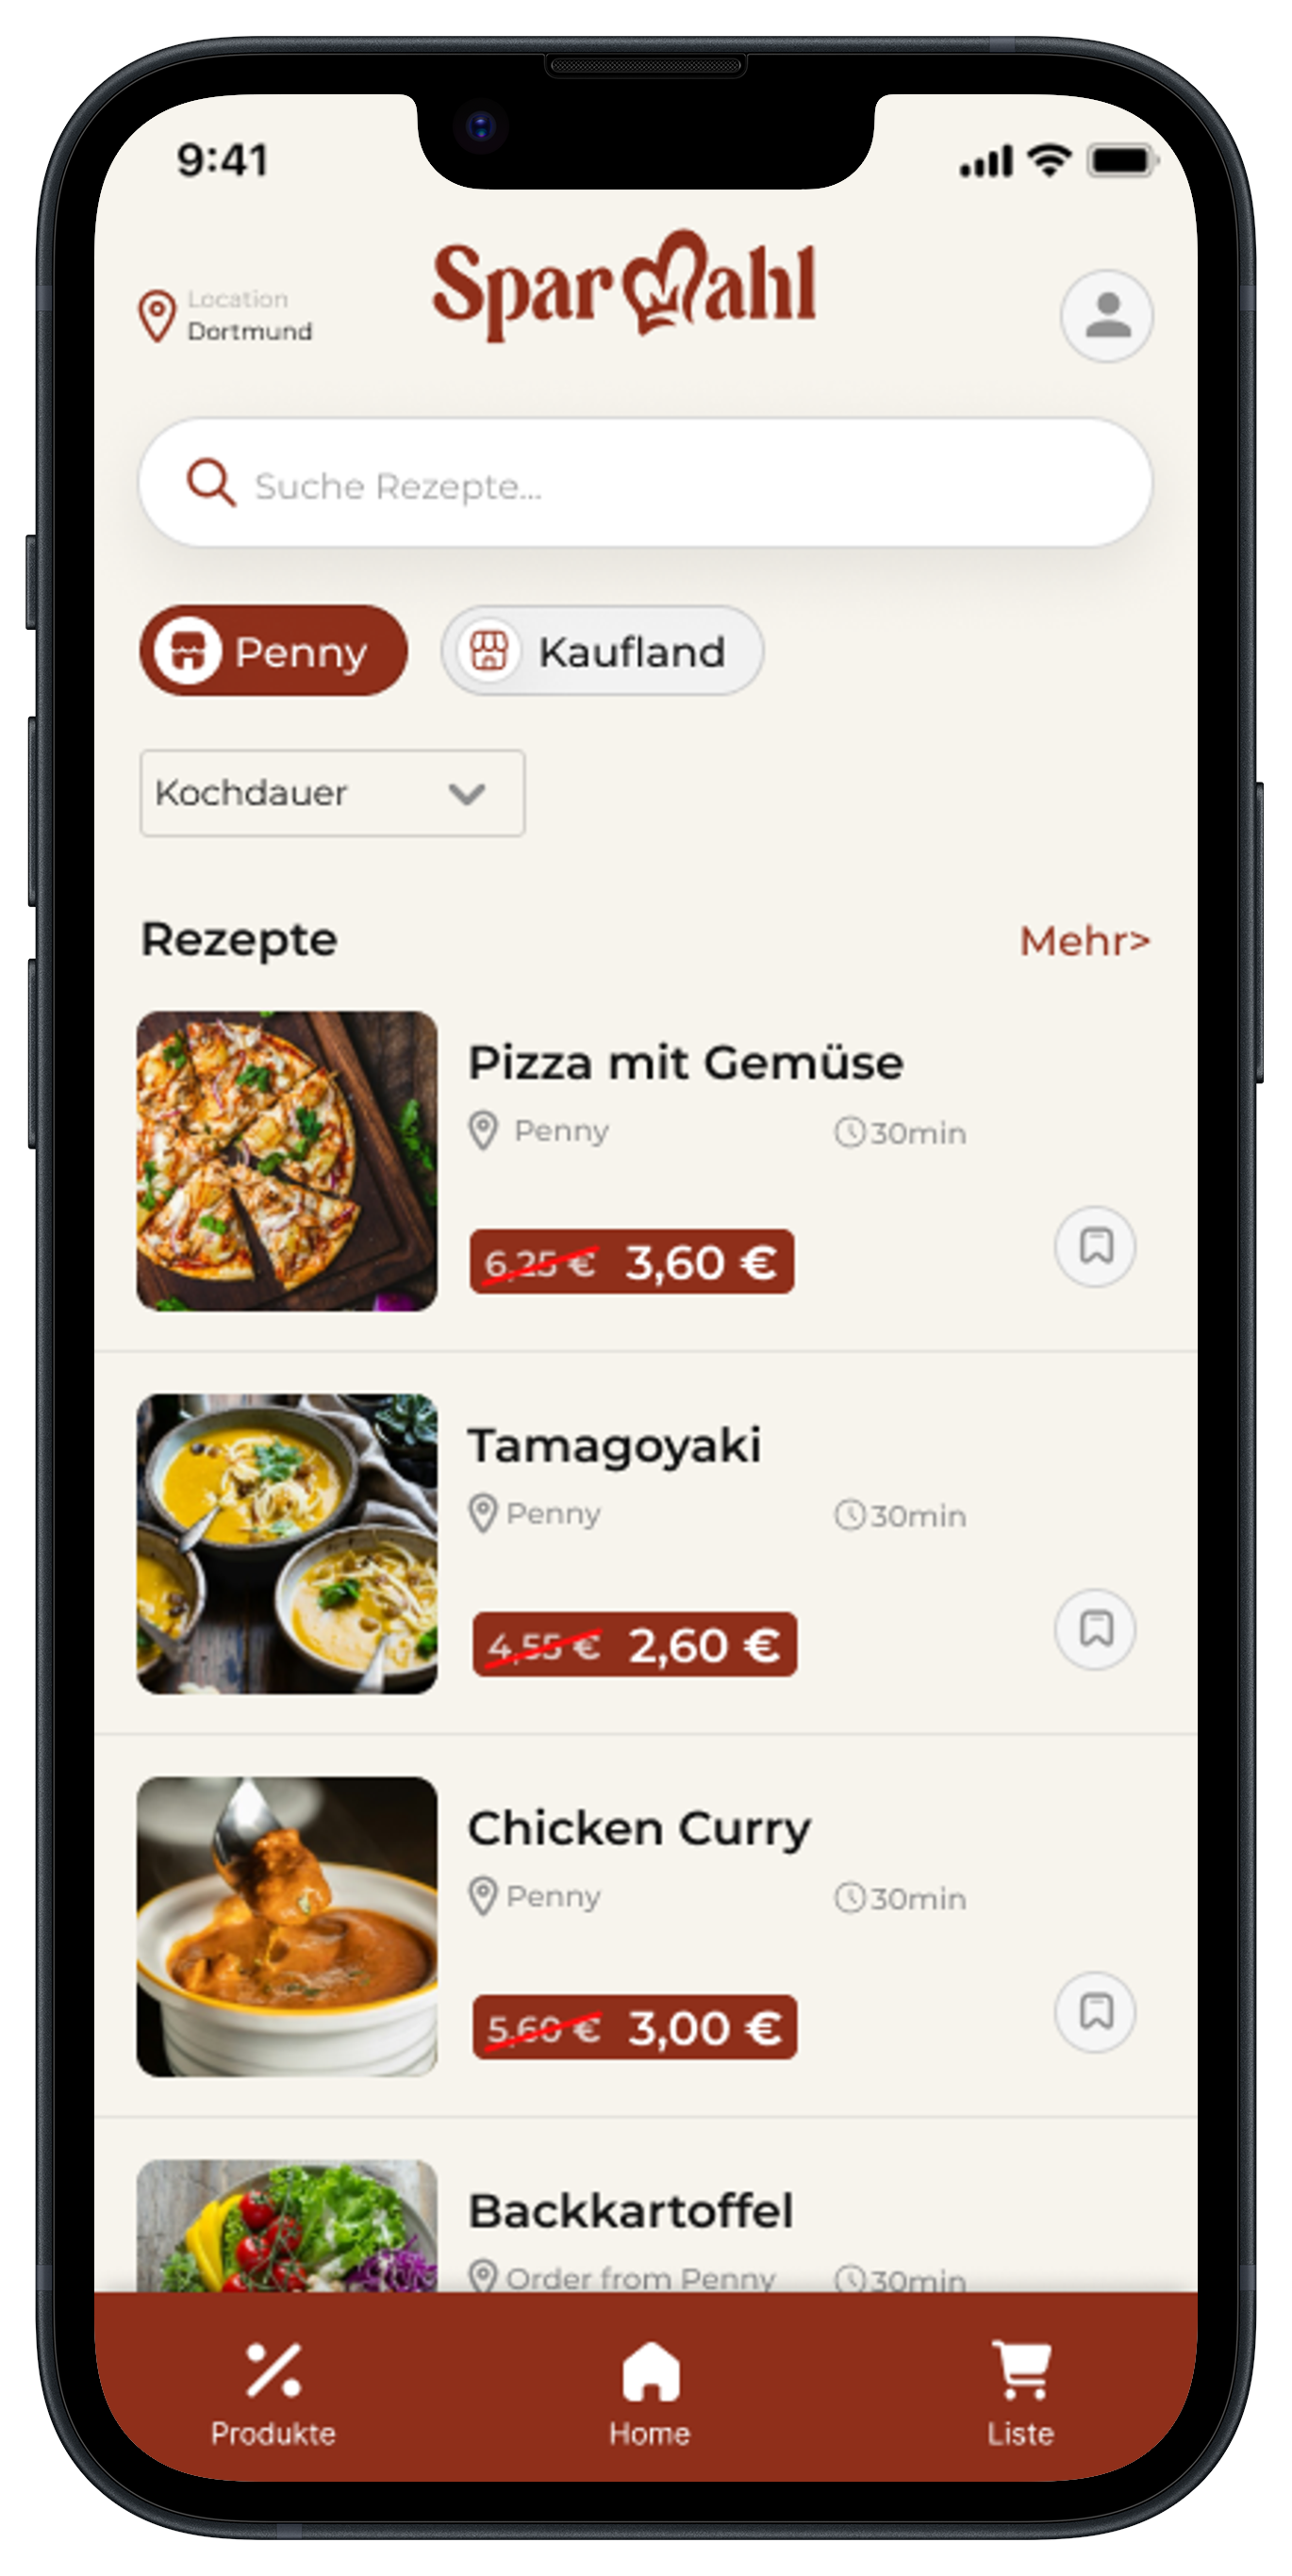 9:41
SparMahl
Location
Dortmund
Suche Rezepte...
Penny
Kaufland
Kochdauer
Rezepte
Mehr>
Pizza mit Gemüse
Penny
30min
6,25 € 3,60 €
Tamagoyaki
Penny
30min
4,55 € 2,60 €
Chicken Curry
Penny
30min
5,60 € 3,00 €
Backkartoffel
Order from Penny
30min
Produkte
Home
Liste